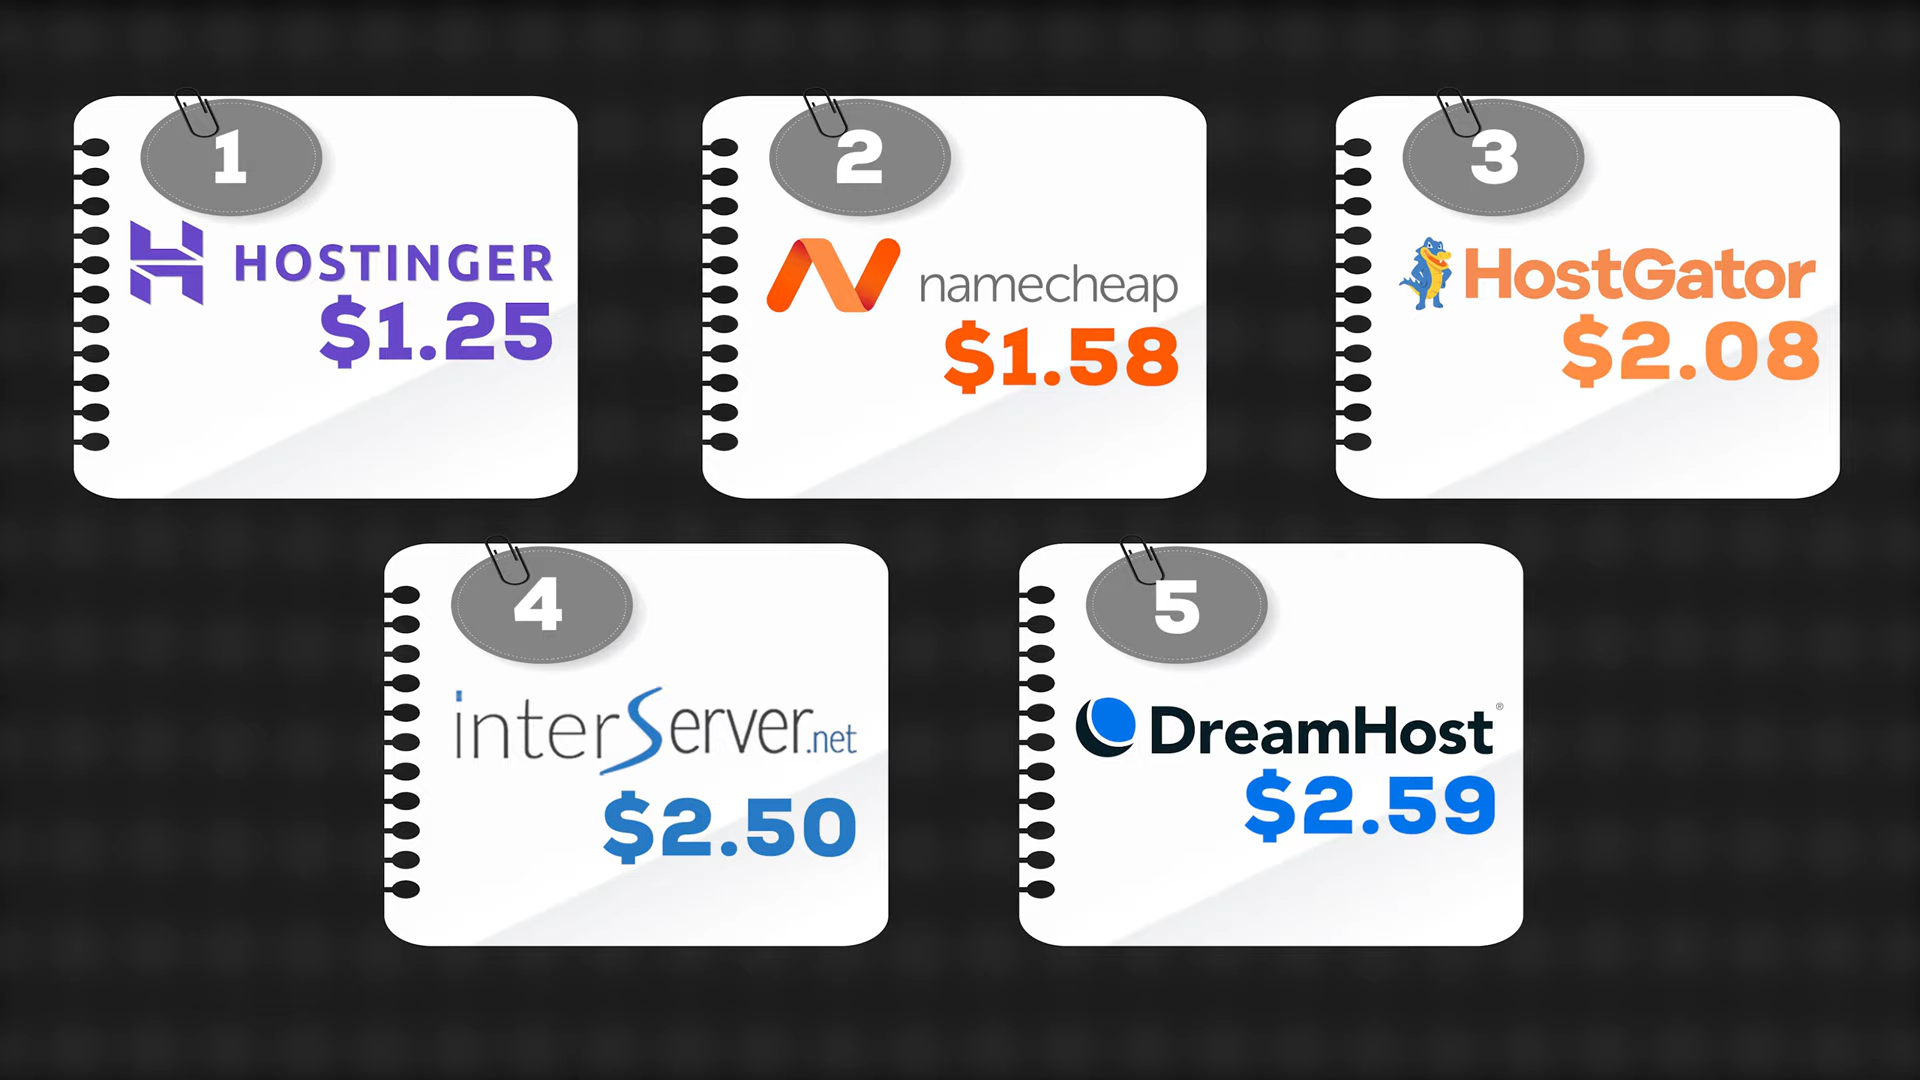 1
HOSTINGER
$1.25
2
namecheap
$1.58
3
HostGator
$2.08
4
interServer.net
$2.50
5
DreamHost®
$2.59